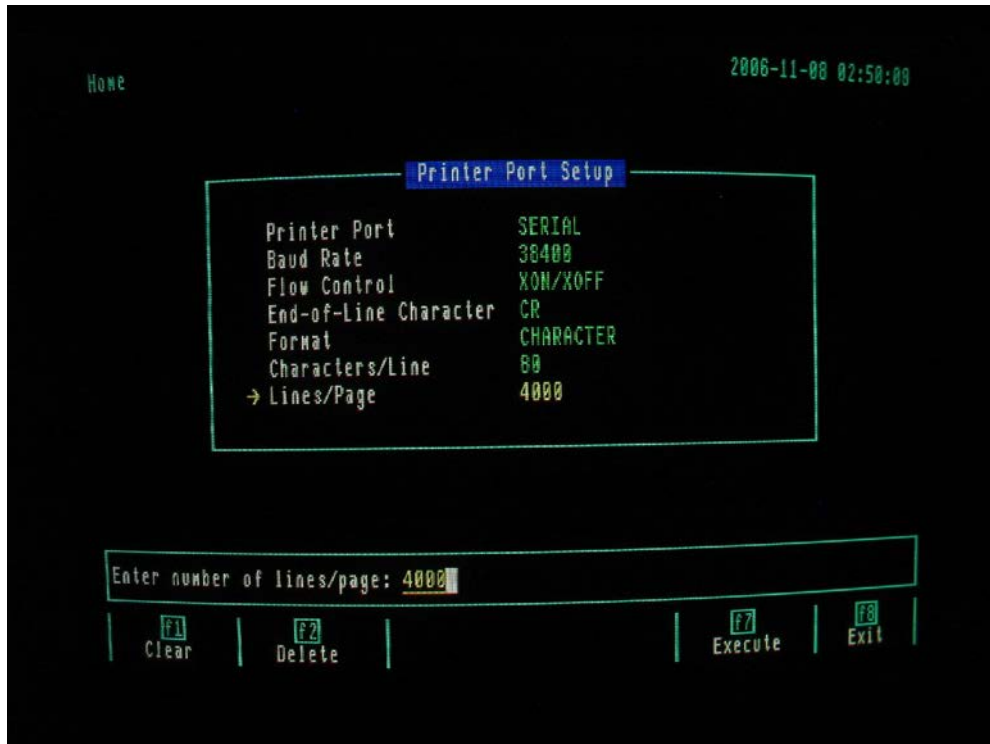 Home
2006-11-08 02:50:09
Printer Port Setup
Printer Port SERIAL
Baud Rate 38400
Flow Control XON/XOFF
End-of-Line Character CR
Format CHARACTER
Characters/Line 80
→ Lines/Page 4000
Enter number of lines/page: 4000
f1 f2 f7 f8
Clear Delete Execute Exit